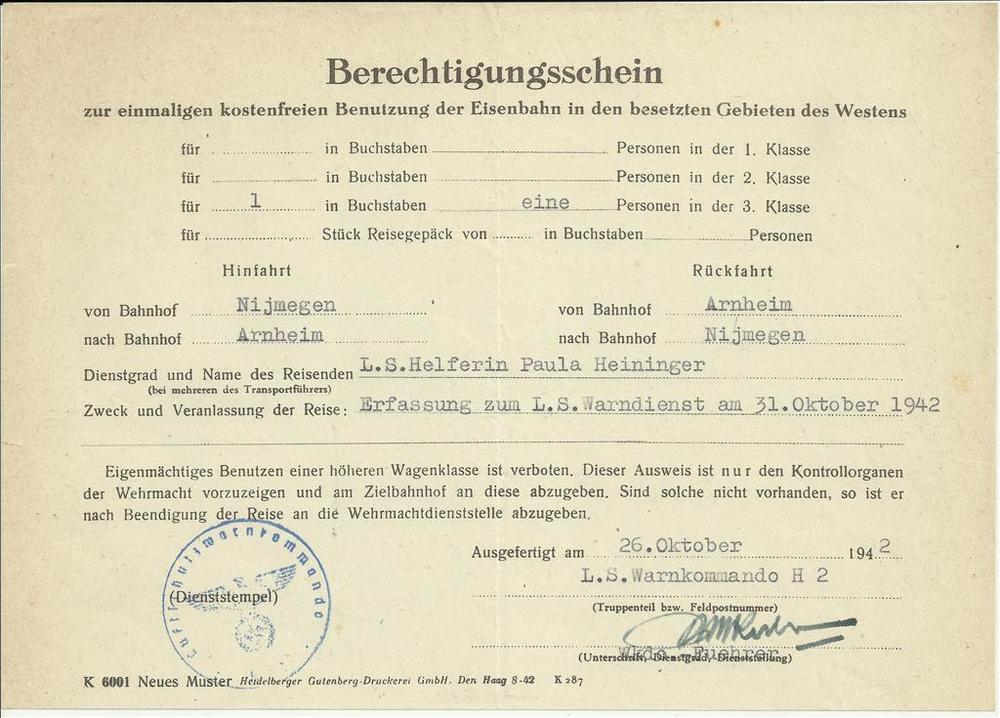 Berechtigungsschein
zur einmaligen kostenfreien Benutzung der Eisenbahn in den besetzten Gebieten des Westens
für in Buchstaben Personen in der 1. Klasse
für in Buchstaben Personen in der 2. Klasse
für 1 in Buchstaben eine Personen in der 3. Klasse
für Stück Reisegepäck von in Buchstaben Personen
Hinfahrt Rückfahrt
von Bahnhof Nijmegen von Bahnhof Arnheim
nach Bahnhof Arnheim nach Bahnhof Nijmegen
Dienstgrad und Name des Reisenden L.S.Helferin Paula Heininger
(bei mehreren des Transportführers)
Zweck und Veranlassung der Reise: Erfassung zum L.S.Warndienst am 31.Oktober 1942
Eigenmächtiges Benutzen einer höheren Wagenklasse ist verboten. Dieser Ausweis ist nur den Kontrollorganen
der Wehrmacht vorzuzeigen und am Zielbahnhof an diese abzugeben. Sind solche nicht vorhanden, so ist er
nach Beendigung der Reise an die Wehrmachtdienststelle abzugeben.
Luftschutzwarnkommando
(Dienststempel)
Ausgefertigt am 26.Oktober 1942
L.S.Warnkommando H 2
(Truppenteil bzw. Feldpostnummer)
Wkdo.-Fuehrer
(Unterschrift, Dienstgrad, Dienststellung)
K 6001 Neues Muster Heidelberger Gutenberg-Druckerei GmbH. Den Haag 8-42 K 287